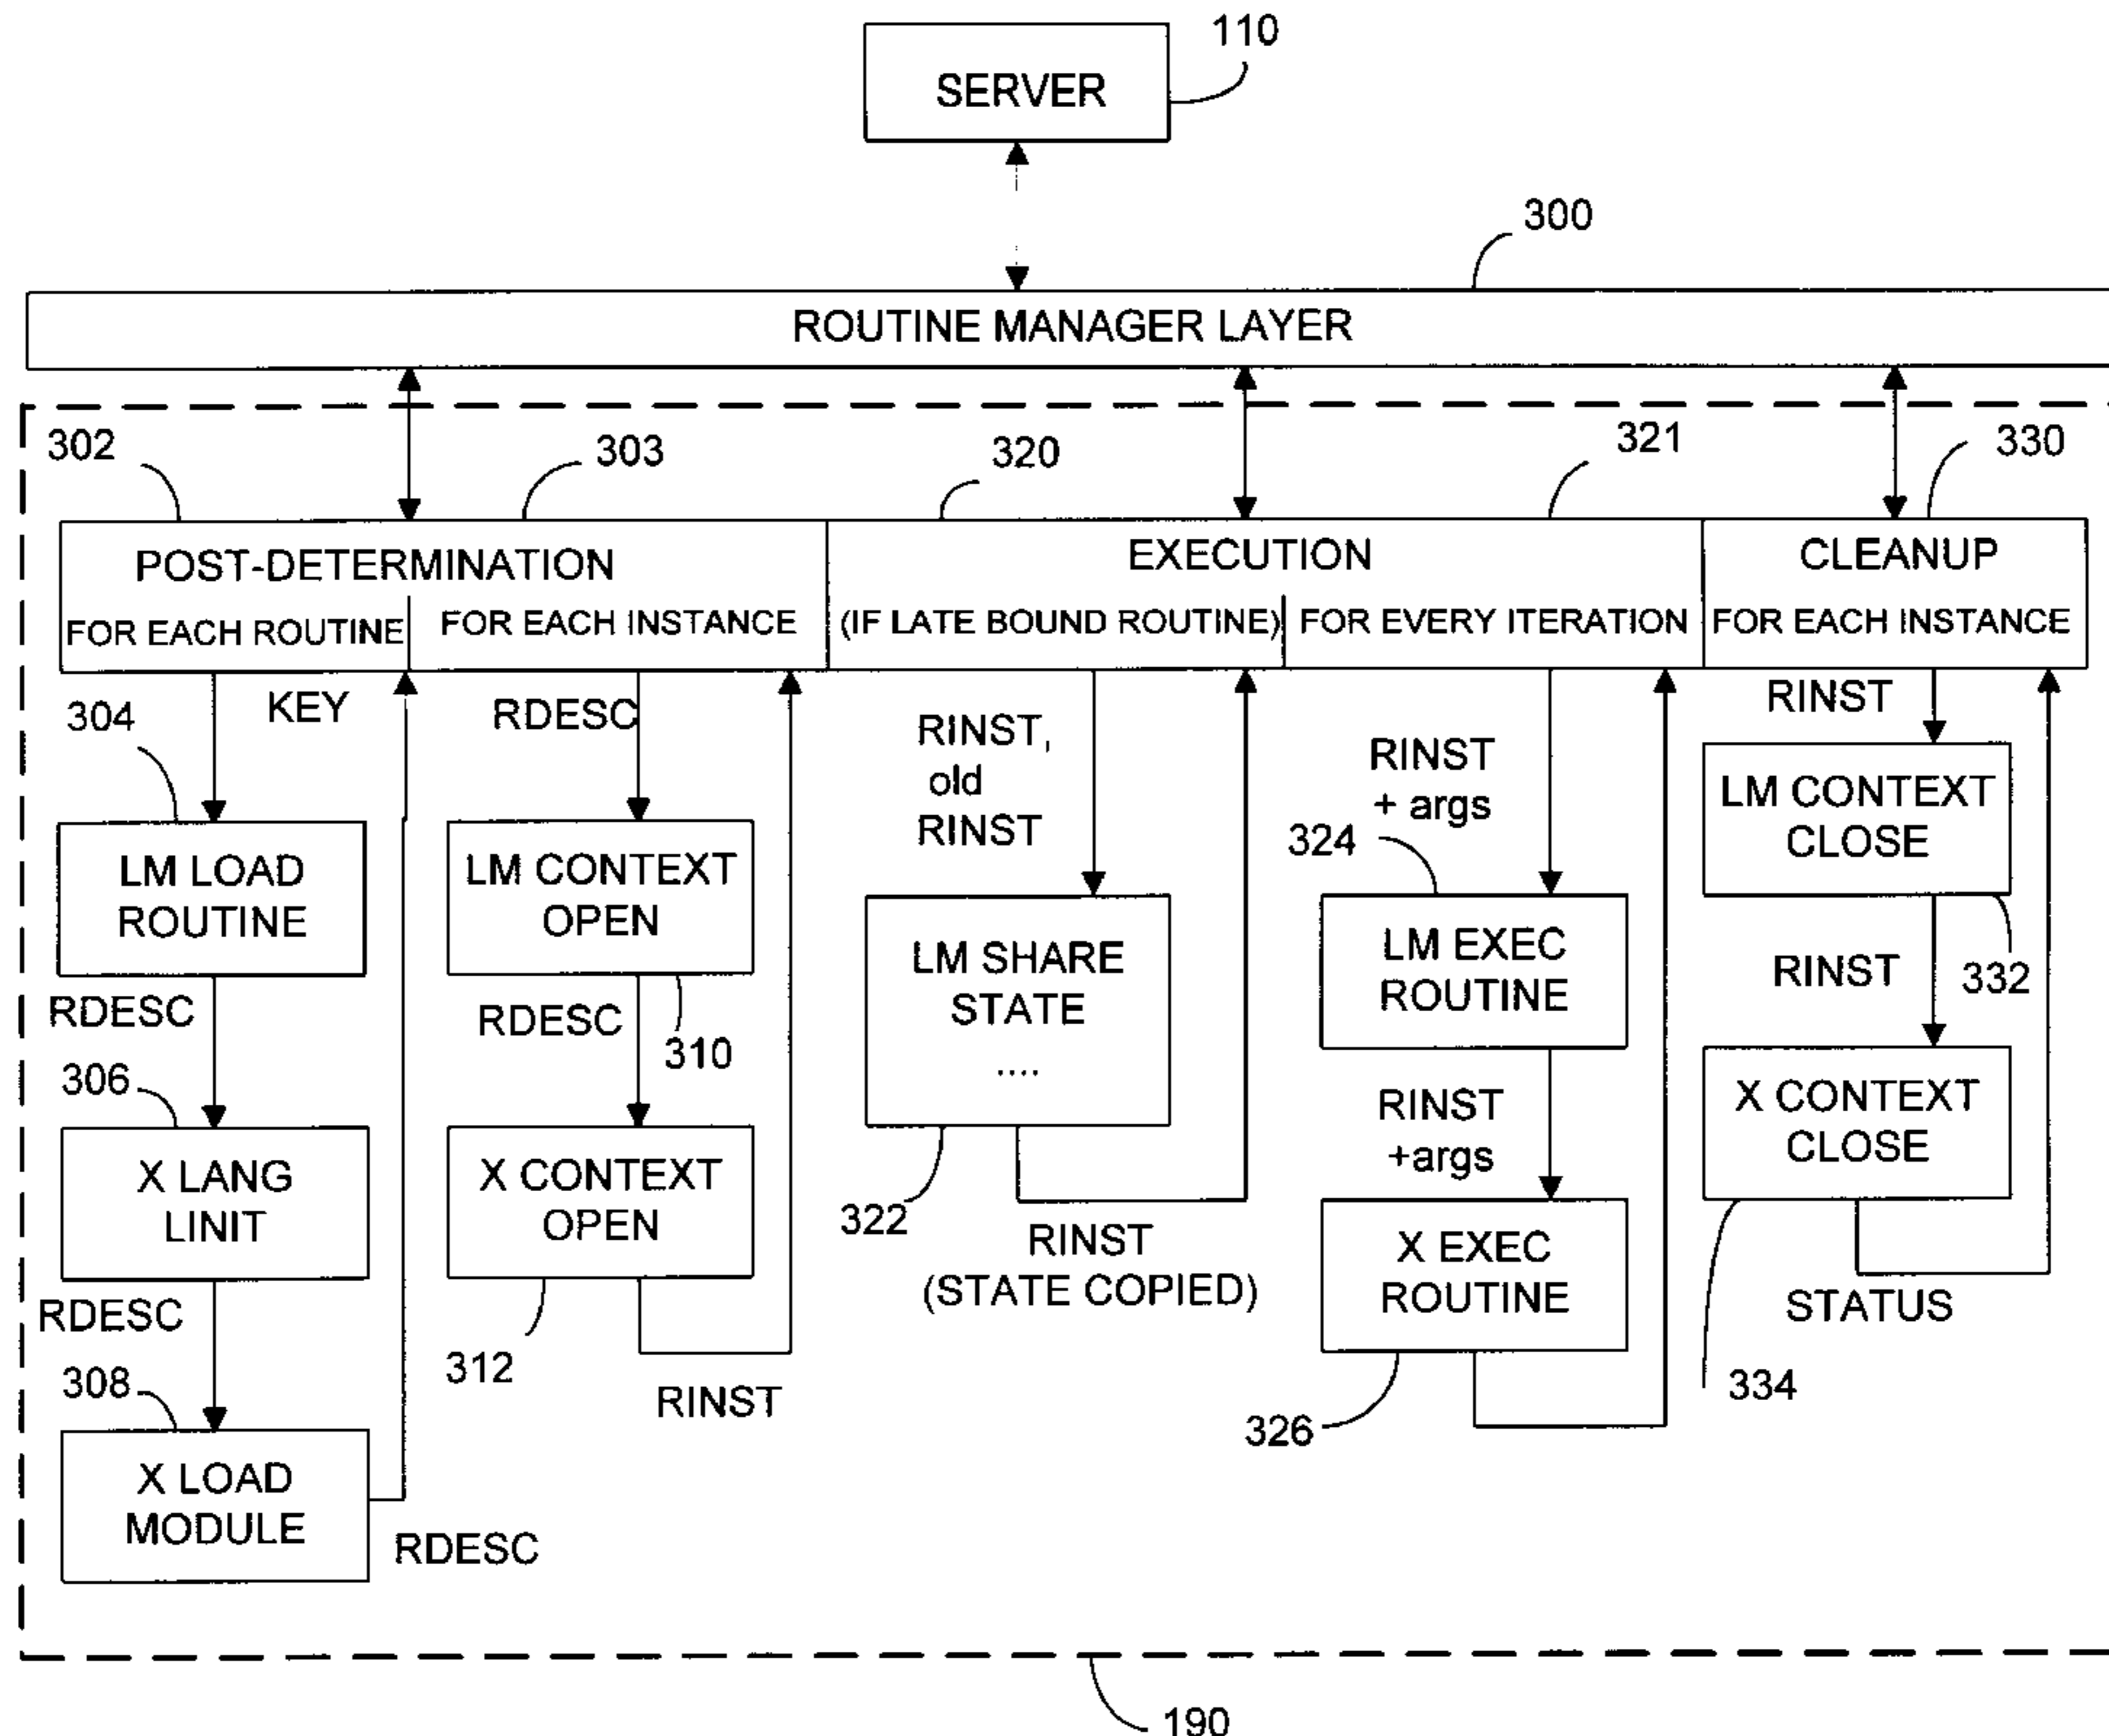 110
SERVER
300
ROUTINE MANAGER LAYER
302
303
320
321
330
POST-DETERMINATION
EXECUTION
CLEANUP
FOR EACH ROUTINE
FOR EACH INSTANCE
(IF LATE BOUND ROUTINE)
FOR EVERY ITERATION
FOR EACH INSTANCE
KEY
304
LM LOAD
ROUTINE
RDESC
306
X LANG
LINIT
RDESC
308
X LOAD
MODULE
RDESC
RDESC
LM CONTEXT
OPEN
RDESC
310
X CONTEXT
OPEN
312
RINST
RINST,
old
RINST
LM SHARE
STATE
....
322
RINST
(STATE COPIED)
RINST
+ args
324
LM EXEC
ROUTINE
RINST
+args
X EXEC
ROUTINE
326
RINST
LM CONTEXT
CLOSE
RINST
332
X CONTEXT
CLOSE
STATUS
334
190